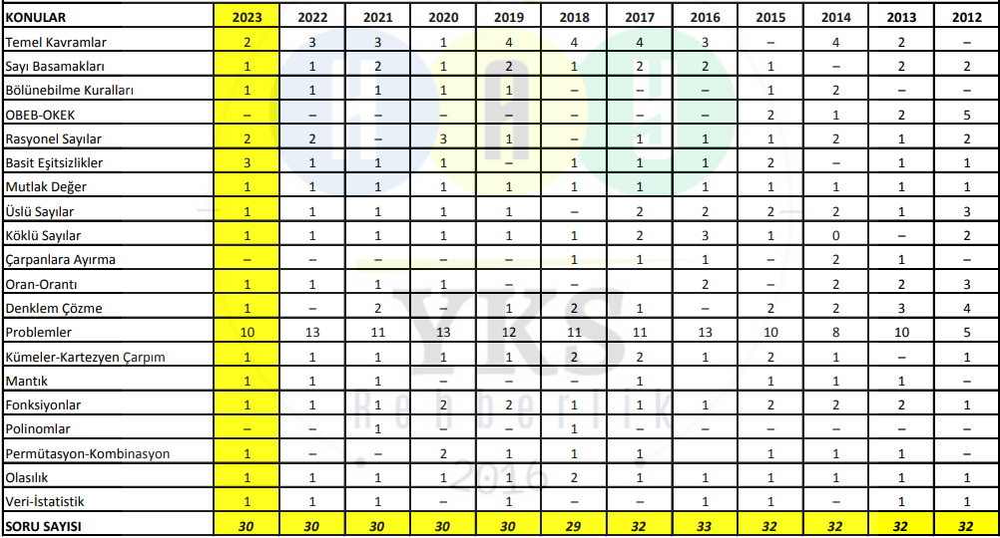 KONULAR 2023 2022 2021 2020 2019 2018 2017 2016 2015 2014 2013 2012
Temel Kavramlar 2 3 3 1 4 4 4 3 – 4 2 –
Sayı Basamakları 1 1 2 1 2 1 2 2 1 – 2 2
Bölünebilme Kuralları 1 1 1 1 1 – – – 1 2 – –
OBEB-OKEK – – – – – – – – 2 1 2 5
Rasyonel Sayılar 2 2 – 3 1 – 1 1 1 2 1 2
Basit Eşitsizlikler 3 1 1 1 – 1 1 1 2 – 1 1
Mutlak Değer 1 1 1 1 1 1 1 1 1 1 1 1
Üslü Sayılar 1 1 1 1 1 – 2 2 2 2 1 3
Köklü Sayılar 1 1 1 1 1 1 2 3 1 0 – 2
Çarpanlara Ayırma – – – – – 1 1 1 – 2 1 –
Oran-Orantı 1 1 1 1 – – 2 – 2 2 3
Denklem Çözme 1 – 2 – 1 2 1 – 2 2 3 4
Problemler 10 13 11 13 12 11 11 13 10 8 10 5
Kümeler-Kartezyen Çarpım 1 1 1 1 1 2 2 1 2 1 – 1
Mantık 1 1 1 – – – 1 1 1 1 –
Fonksiyonlar 1 1 1 2 2 1 1 1 2 2 2 1
Polinomlar – – 1 – – 1 – – – –
Permütasyon-Kombinasyon 1 – – 2 1 1 1 1 1 1 –
Olasılık 1 1 1 1 1 2 1 1 1 1 1 1
Veri-İstatistik 1 1 1 – 1 – – 1 1 – 1 1
SORU SAYISI 30 30 30 30 30 29 32 33 32 32 32 32
HAY
YKS
Rehberlik
2016